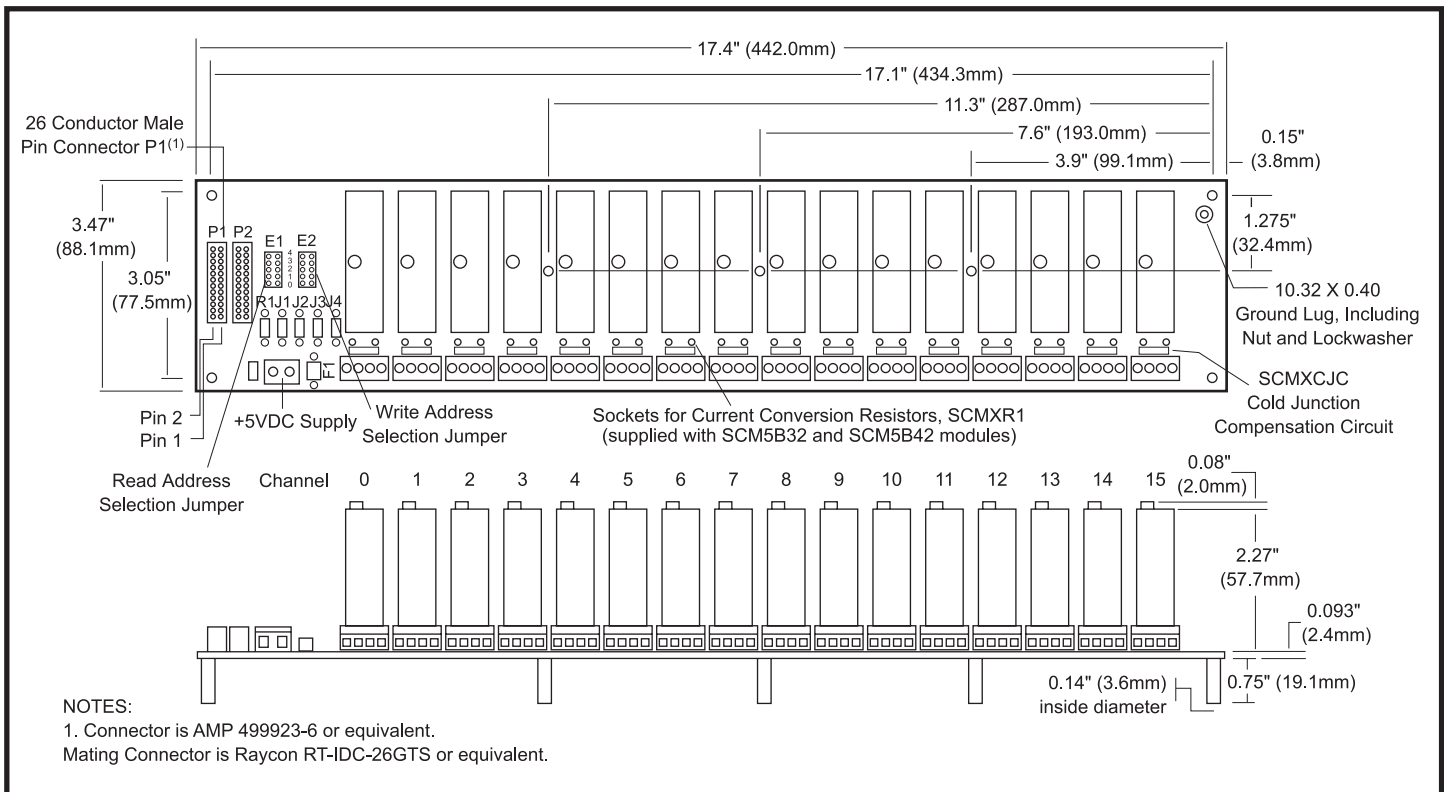 17.4" (442.0mm)
17.1" (434.3mm)
11.3" (287.0mm)
7.6" (193.0mm)
3.9" (99.1mm)
0.15"
(3.8mm)
26 Conductor Male
Pin Connector P1(1)
3.47"
(88.1mm)
3.05"
(77.5mm)
P1 P2
E1 E2
4
3
2
1
0
R1J1 J2J3J4
F1
1.275"
(32.4mm)
10.32 X 0.40
Ground Lug, Including
Nut and Lockwasher
SCMXCJC
Cold Junction
Compensation Circuit
Pin 2
Pin 1
+5VDC Supply
Write Address
Selection Jumper
Sockets for Current Conversion Resistors, SCMXR1
(supplied with SCM5B32 and SCM5B42 modules)
Read Address
Selection Jumper
Channel 0 1 2 3 4 5 6 7 8 9 10 11 12 13 14 15
0.08"
(2.0mm)
2.27"
(57.7mm)
0.093"
(2.4mm)
0.14" (3.6mm)
inside diameter
0.75" (19.1mm)
NOTES:
1. Connector is AMP 499923-6 or equivalent.
Mating Connector is Raycon RT-IDC-26GTS or equivalent.